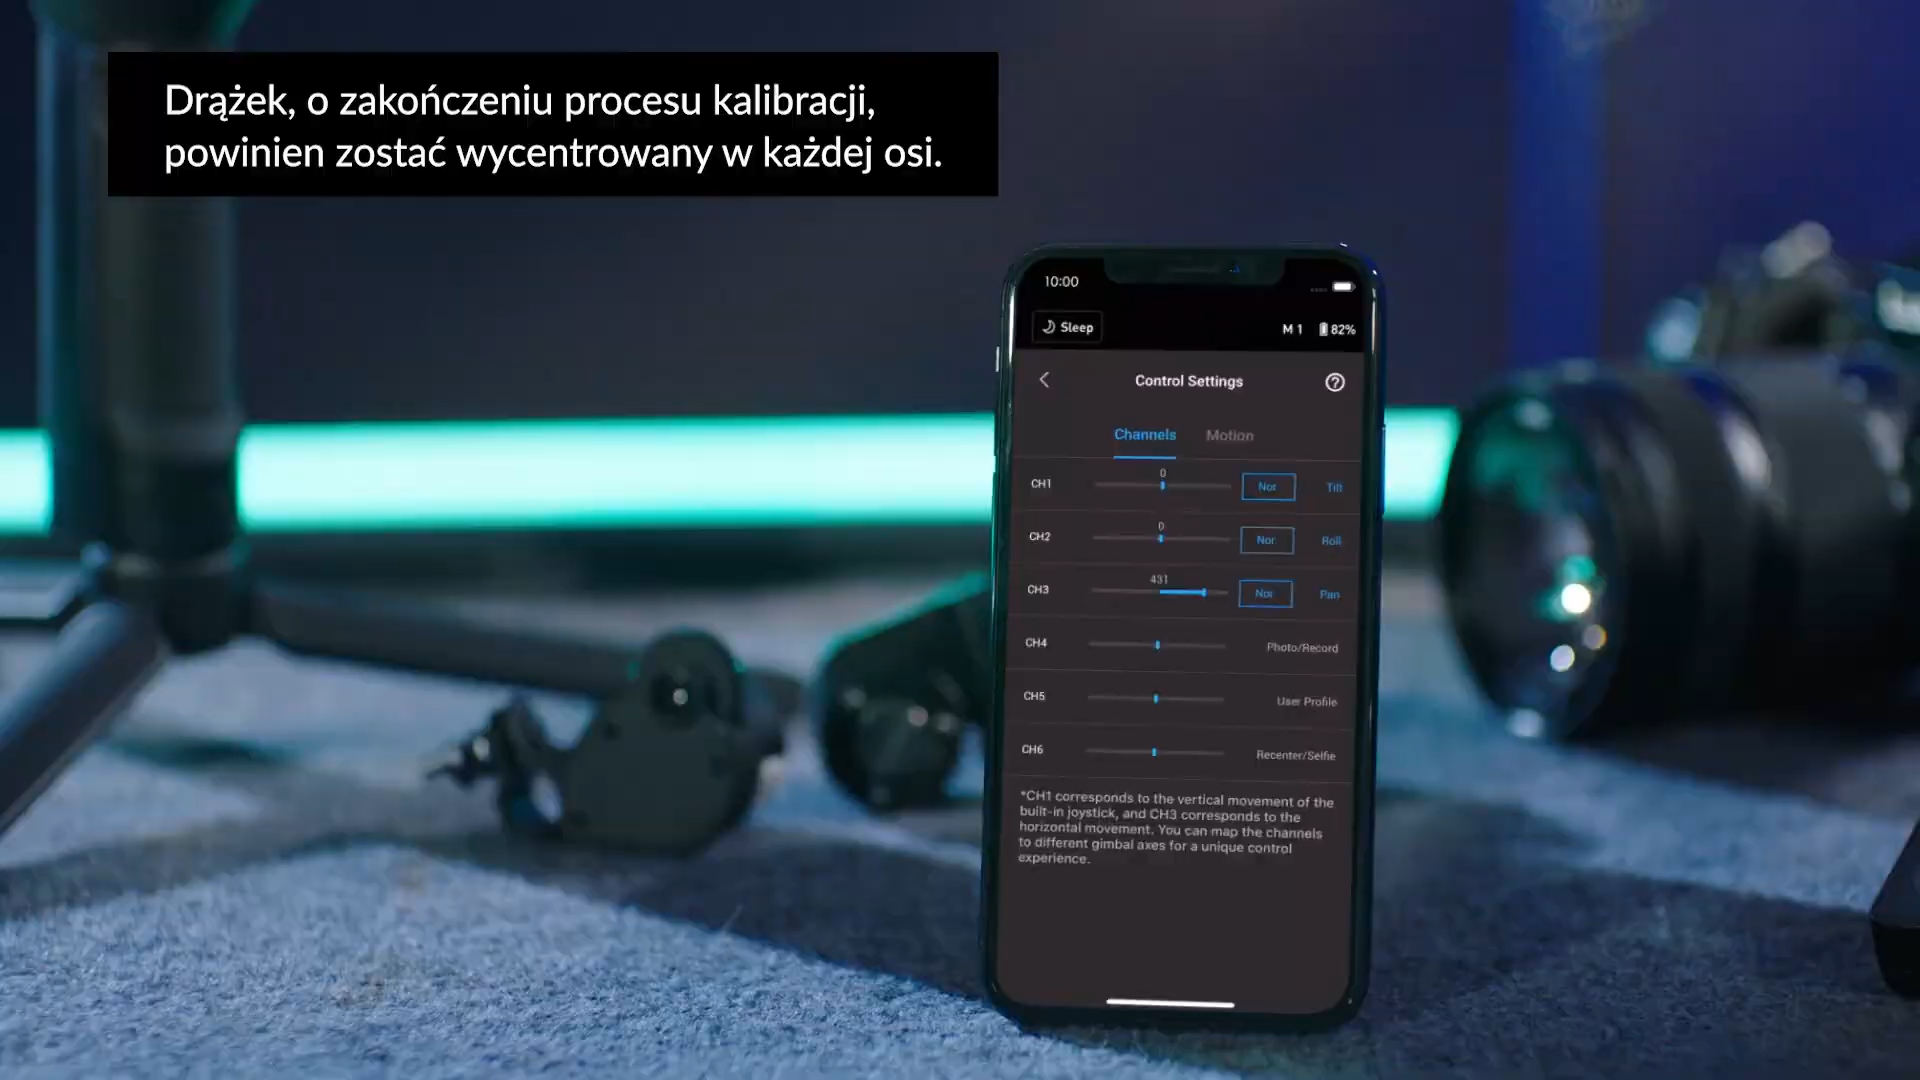 Drążek, o zakończeniu procesu kalibracji,
powinien zostać wycentrowany w każdej osi.
10:00
Sleep
M 1 82%
Control Settings
Channels Motion
0
CH1 Nor Tilt
0
CH2 Nor Roll
431
CH3 Nor Pan
CH4 Photo/Record
CH5 User Profile
CH6 Recenter/Selfie
*CH1 corresponds to the vertical movement of the
built-in joystick, and CH3 corresponds to the
horizontal movement. You can map the channels
to different gimbal axes for a unique control
experience.